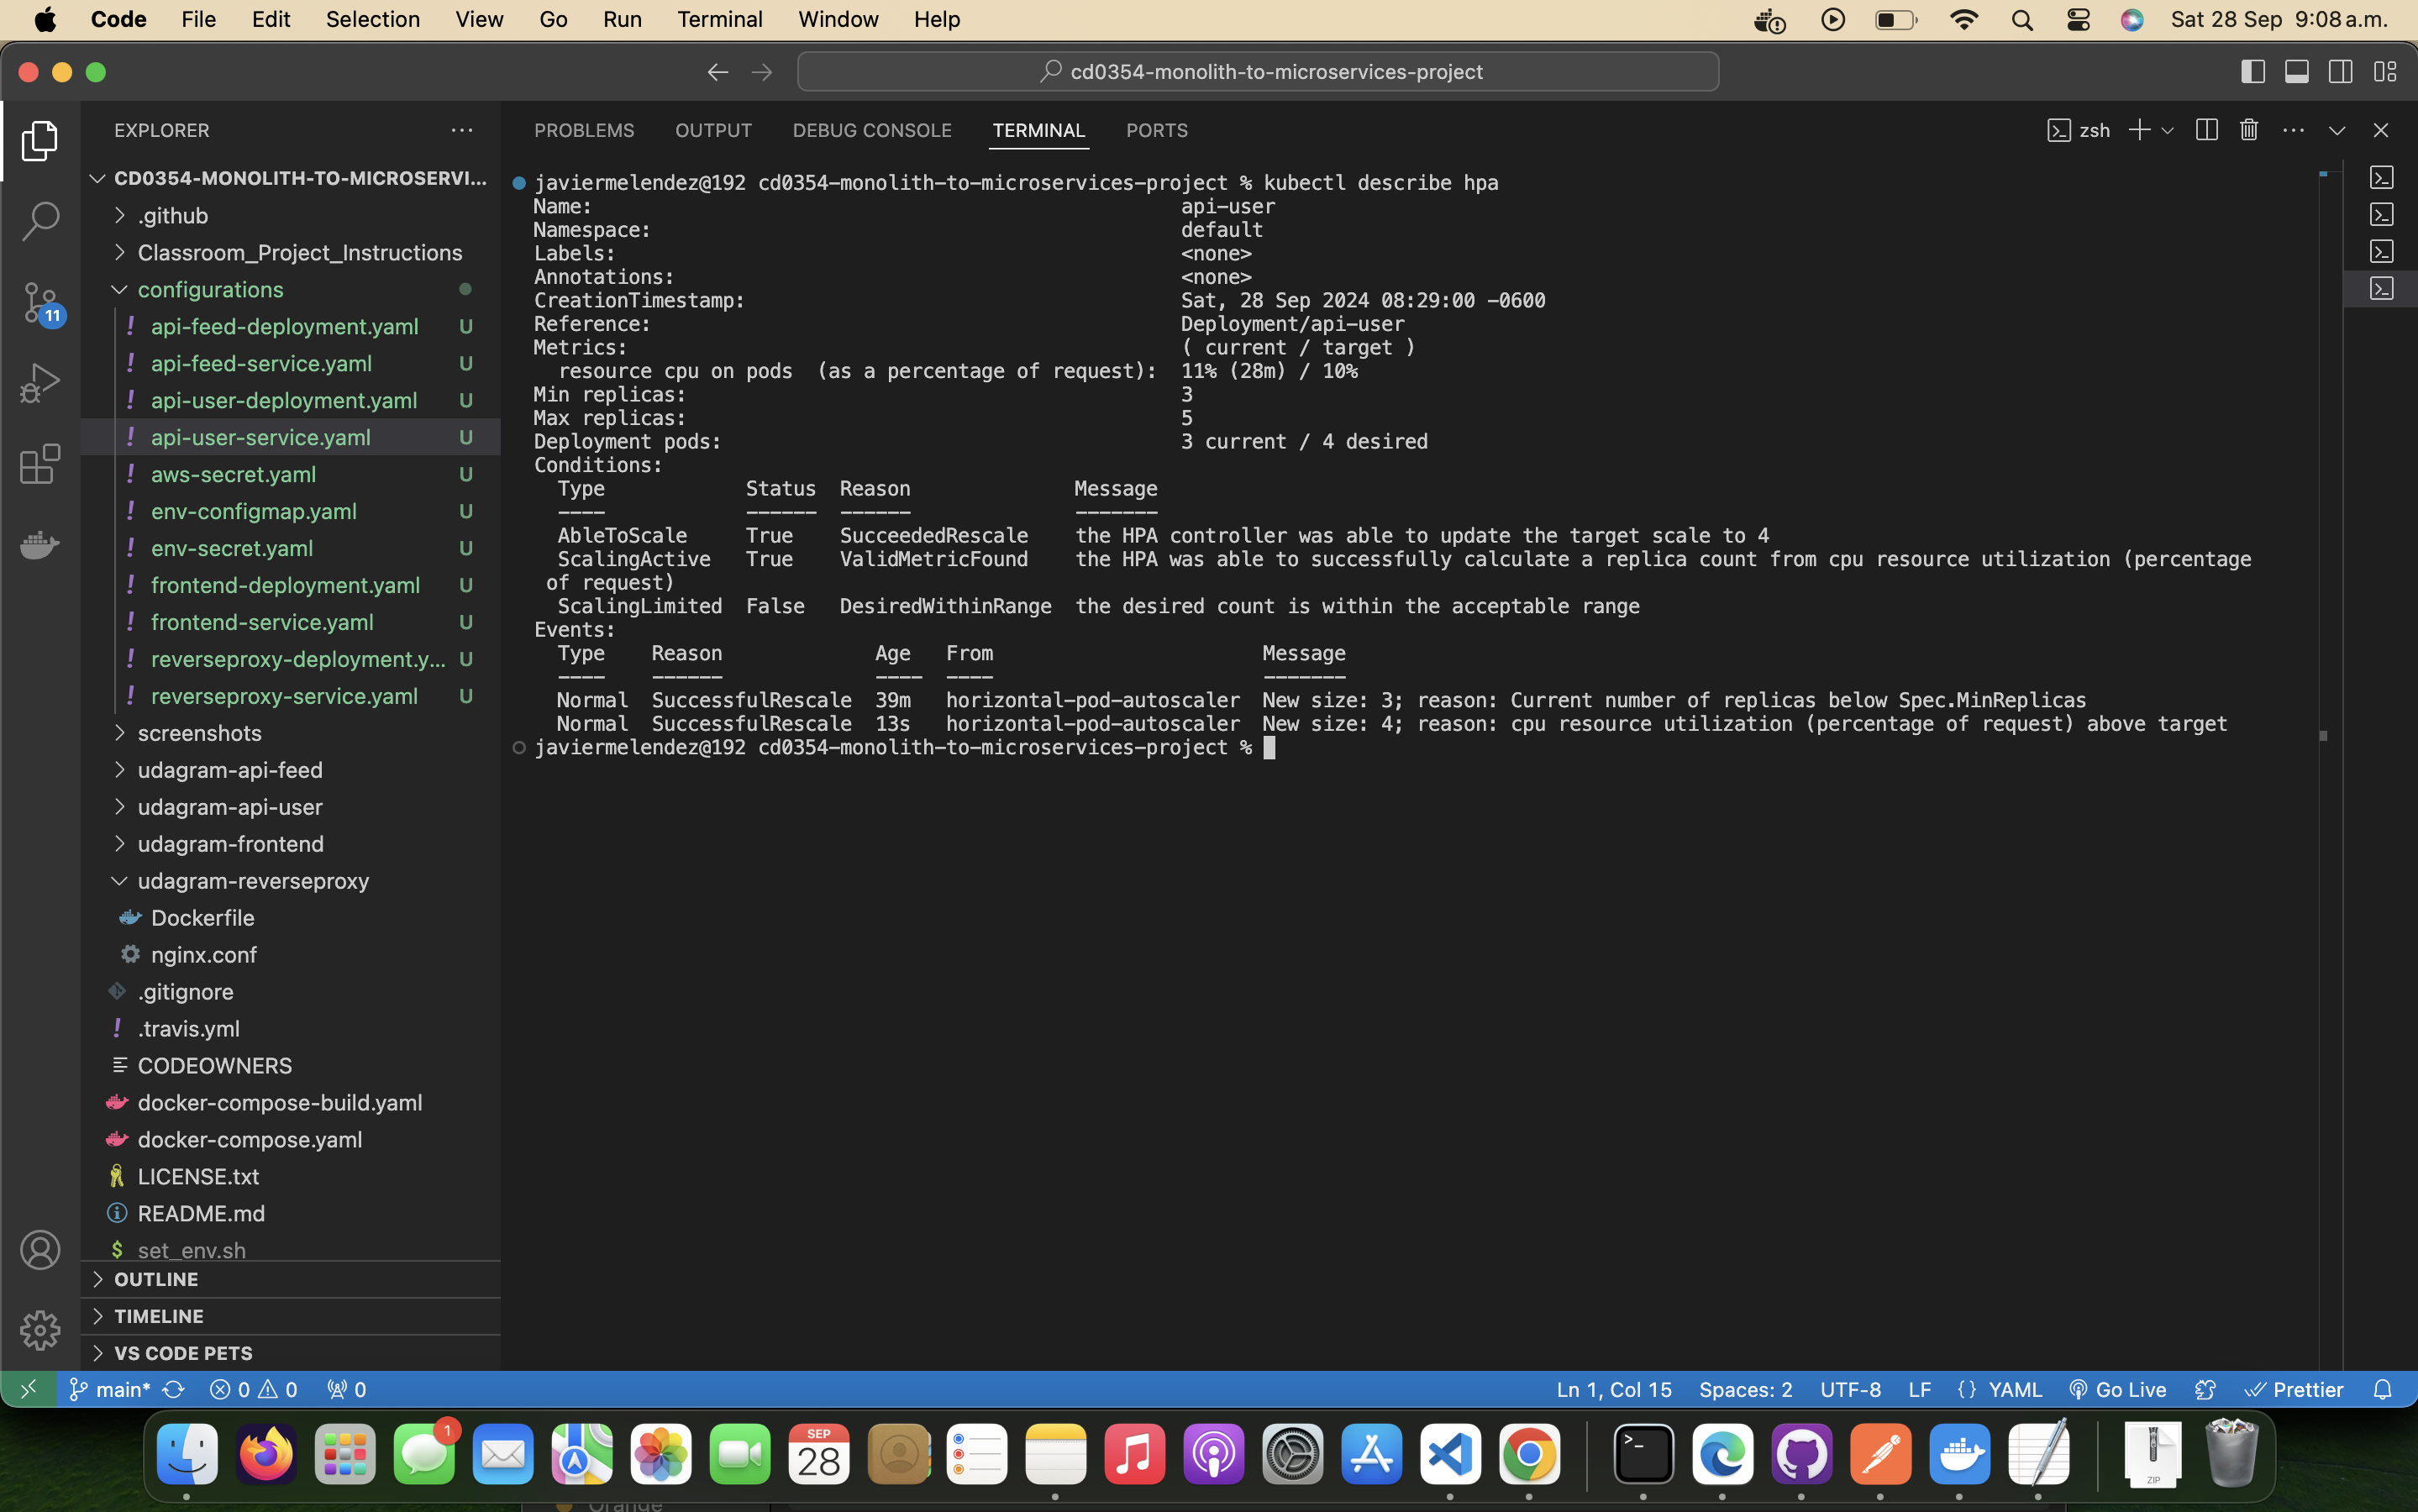 Code File Edit Selection View Go Run Terminal Window Help Sat 28 Sep 9:08 a.m.
cd0354-monolith-to-microservices-project
EXPLORER
CD0354-MONOLITH-TO-MICROSERVI...
.github
Classroom_Project_Instructions
configurations
api-feed-deployment.yaml U
api-feed-service.yaml U
api-user-deployment.yaml U
api-user-service.yaml U
aws-secret.yaml U
env-configmap.yaml U
env-secret.yaml U
frontend-deployment.yaml U
frontend-service.yaml U
reverseproxy-deployment.y... U
reverseproxy-service.yaml U
screenshots
udagram-api-feed
udagram-api-user
udagram-frontend
udagram-reverseproxy
Dockerfile
nginx.conf
.gitignore
.travis.yml
CODEOWNERS
docker-compose-build.yaml
docker-compose.yaml
LICENSE.txt
README.md
set_env.sh
OUTLINE
TIMELINE
VS CODE PETS
11
PROBLEMS OUTPUT DEBUG CONSOLE TERMINAL PORTS zsh
javiermelendez@192 cd0354-monolith-to-microservices-project % kubectl describe hpa
Name: api-user
Namespace: default
Labels: <none>
Annotations: <none>
CreationTimestamp: Sat, 28 Sep 2024 08:29:00 -0600
Reference: Deployment/api-user
Metrics: ( current / target )
resource cpu on pods (as a percentage of request): 11% (28m) / 10%
Min replicas: 3
Max replicas: 5
Deployment pods: 3 current / 4 desired
Conditions:
Type Status Reason Message
---- ------ ------ -------
AbleToScale True SucceededRescale the HPA controller was able to update the target scale to 4
ScalingActive True ValidMetricFound the HPA was able to successfully calculate a replica count from cpu resource utilization (percentage
of request)
ScalingLimited False DesiredWithinRange the desired count is within the acceptable range
Events:
Type Reason Age From Message
---- ------ ---- ---- -------
Normal SuccessfulRescale 39m horizontal-pod-autoscaler New size: 3; reason: Current number of replicas below Spec.MinReplicas
Normal SuccessfulRescale 13s horizontal-pod-autoscaler New size: 4; reason: cpu resource utilization (percentage of request) above target
javiermelendez@192 cd0354-monolith-to-microservices-project %
main* 0 0 0 Ln 1, Col 15 Spaces: 2 UTF-8 LF {} YAML Go Live Prettier
1
SEP
28
ZIP
Orange